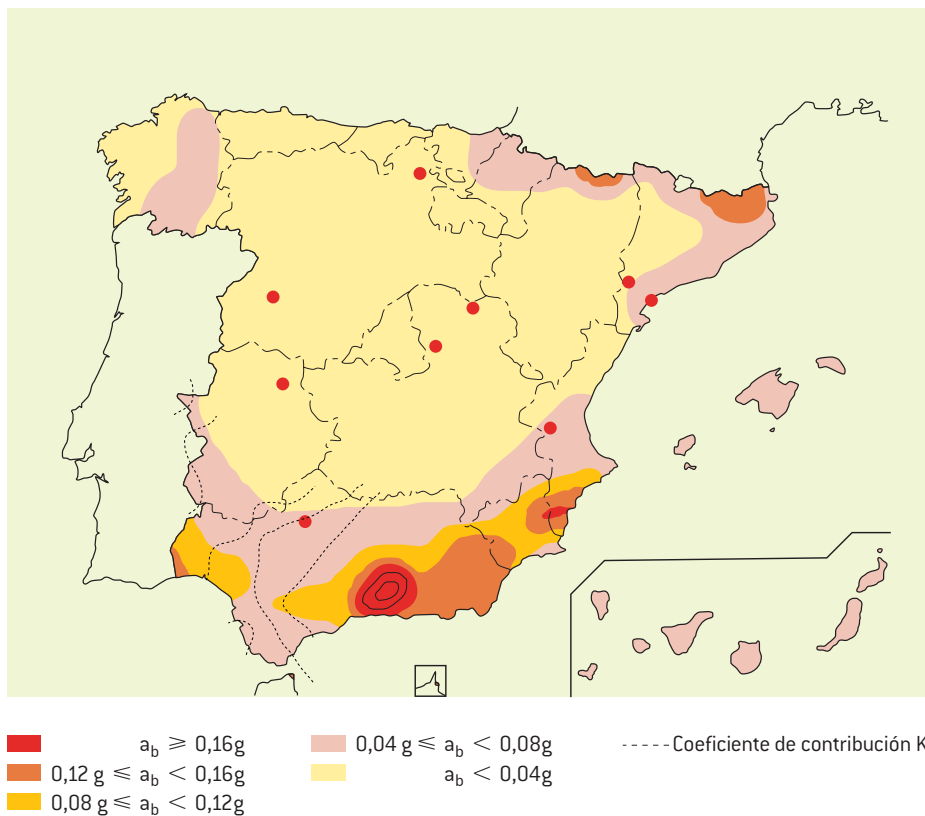 a_b ⩾ 0,16g
0,12 g ⩽ a_b < 0,16g
0,08 g ⩽ a_b < 0,12g
0,04 g ⩽ a_b < 0,08g
a_b < 0,04g
Coeficiente de contribución K